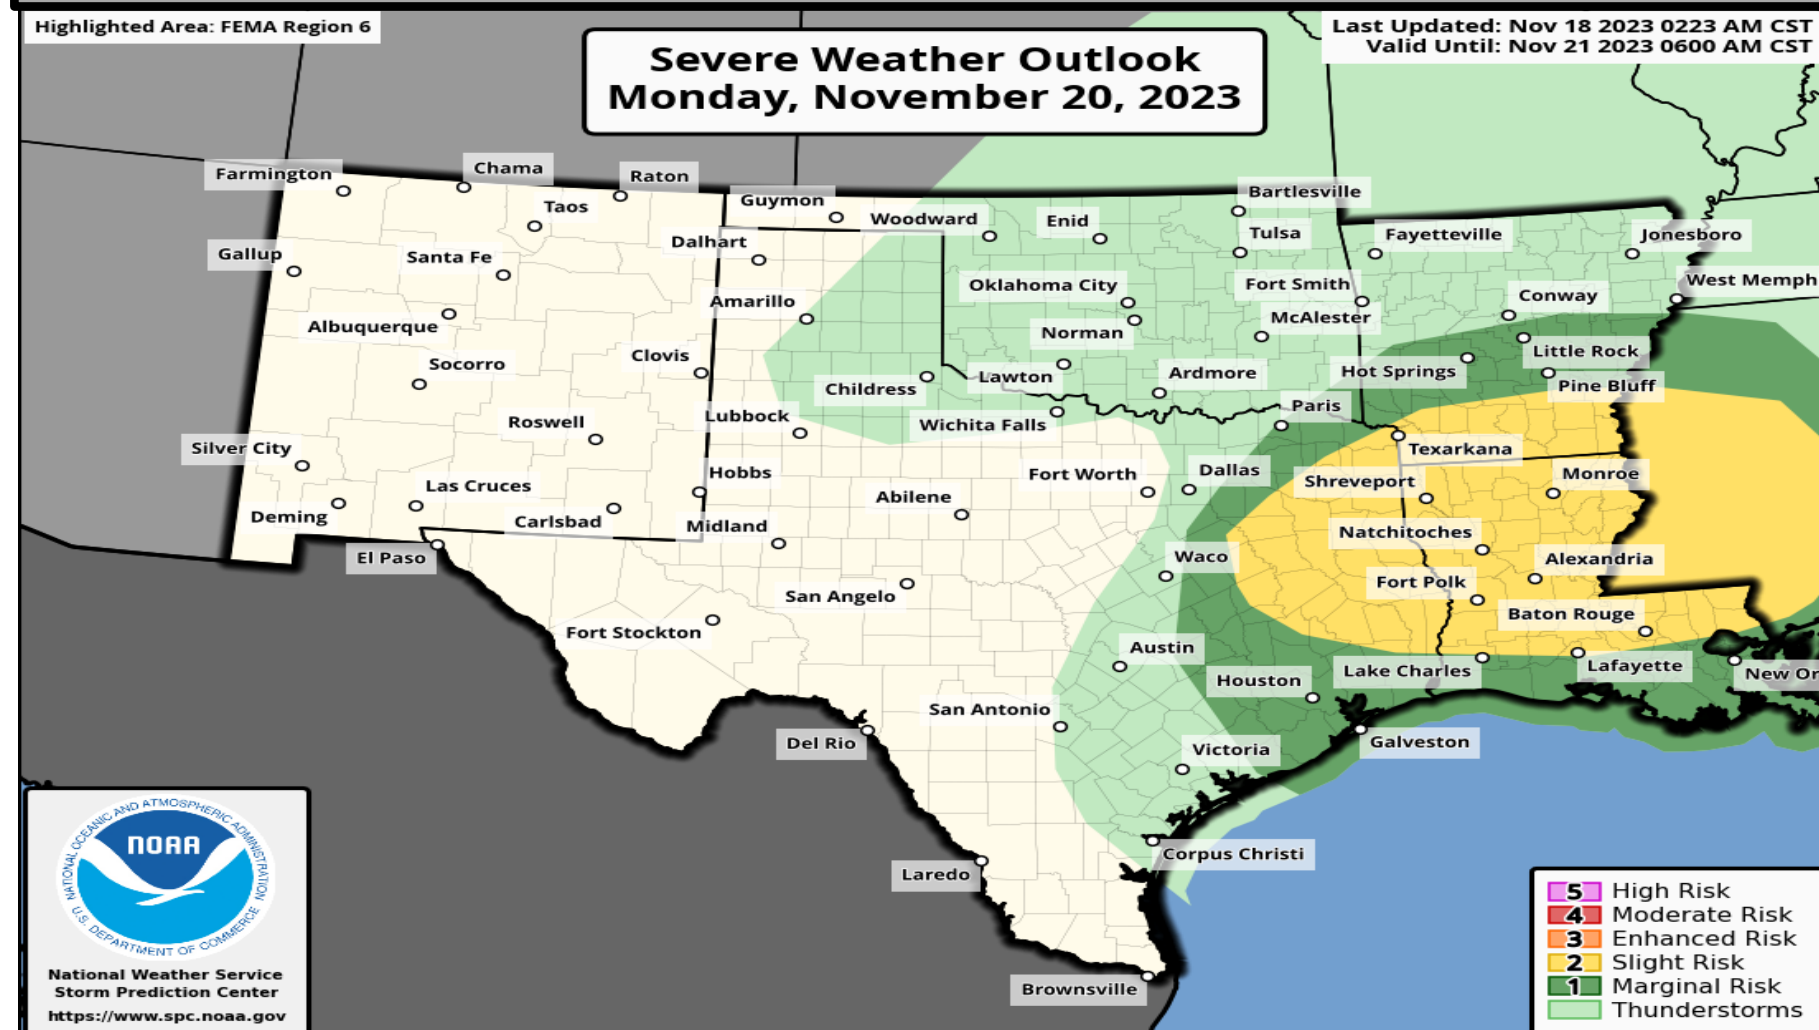 Highlighted Area: FEMA Region 6
Severe Weather Outlook
Monday, November 20, 2023
Last Updated: Nov 18 2023 0223 AM CST
Valid Until: Nov 21 2023 0600 AM CST
Farmington
Chama
Raton
Taos
Guymon
Woodward
Enid
Bartlesville
Tulsa
Fayetteville
Jonesboro
Gallup
Santa Fe
Dalhart
Oklahoma City
Fort Smith
Conway
West Memph
Albuquerque
Amarillo
Norman
McAlester
Little Rock
Socorro
Clovis
Childress
Lawton
Ardmore
Hot Springs
Pine Bluff
Roswell
Lubbock
Wichita Falls
Paris
Texarkana
Silver City
Las Cruces
Hobbs
Abilene
Fort Worth
Dallas
Shreveport
Monroe
Deming
Carlsbad
Midland
Natchitoches
El Paso
San Angelo
Waco
Fort Polk
Alexandria
Fort Stockton
Baton Rouge
Austin
Houston
Lake Charles
Lafayette
New Or
San Antonio
Del Rio
Victoria
Galveston
Laredo
Corpus Christi
Brownsville
NATIONAL OCEANIC AND ATMOSPHERIC ADMINISTRATION
NOAA
U.S. DEPARTMENT OF COMMERCE
National Weather Service
Storm Prediction Center
https://www.spc.noaa.gov
5 High Risk
4 Moderate Risk
3 Enhanced Risk
2 Slight Risk
1 Marginal Risk
Thunderstorms